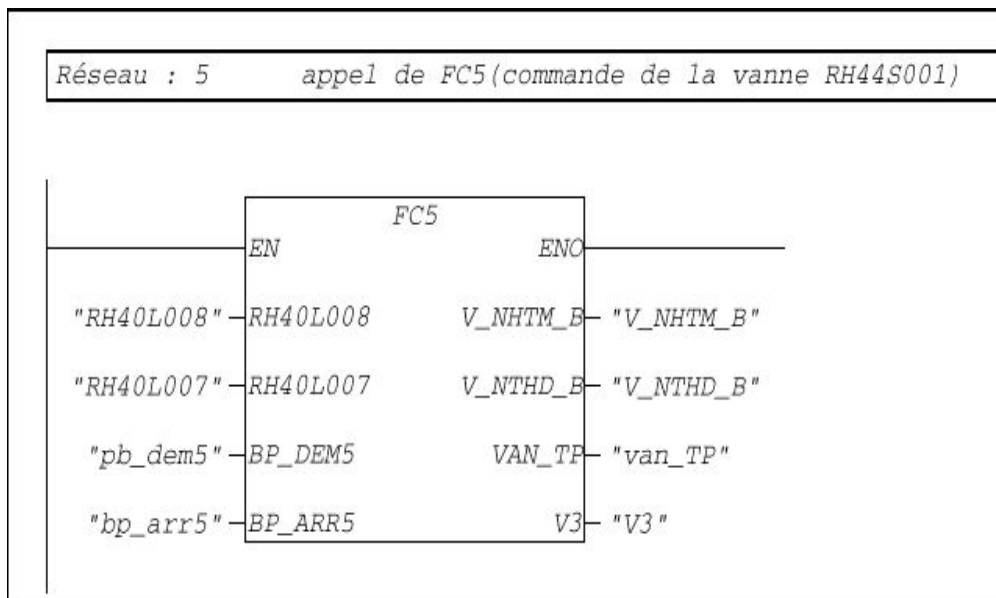 Réseau : 5 appel de FC5(commande de la vanne RH44S001)
FC5
EN ENO
"RH40L008" RH40L008 V_NHTM_B "V_NHTM_B"
"RH40L007" RH40L007 V_NTHD_B "V_NTHD_B"
"pb_dem5" BP_DEM5 VAN_TP "van_TP"
"bp_arr5" BP_ARR5 V3 "V3"